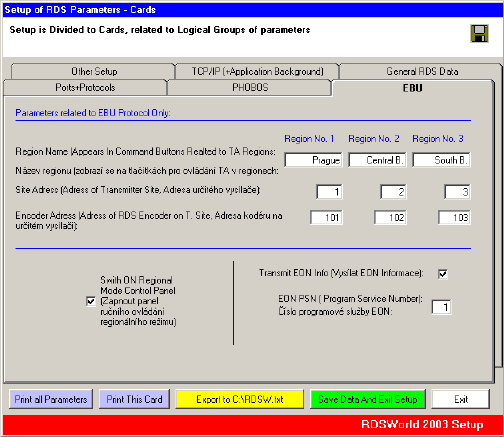 Setup of RDS Parameters - Cards
Setup is Divided to Cards, related to Logical Groups of parameters
Other Setup
TCP/IP (+Application Background)
General RDS Data
Ports+Protocols
PHOBOS
EBU
Parameters related to EBU Protocol Only:
Region No. 1 Region No. 2 Region No. 3
Region Name (Appears In Command Buttons Realted to TA Regions:
Prague Central B. South B.
Název regionu (zobrazí se na tlačítkách pro ovládání TA v regionech:
Site Adress (Adress of Transmitter Site, Adresa určitého vysílače):
1 2 3
Encoder Adress (Adress of RDS Encoder on T. Site, Adresa kodéru na
určitém vysílači):
101 102 103
Swith ON Regional
Mode Control Panel
(Zapnout panel
ručního ovládání
regionálního režimu)
Transmit EON Info (Vysílat EON Informace):
EON PSN ( Program Service Number):
Číslo programové služby EON:
1
Print all Parameters
Print This Card
Export to C:\RDSW.txt
Save Data And Exit Setup
Exit
RDSWorld 2003 Setup